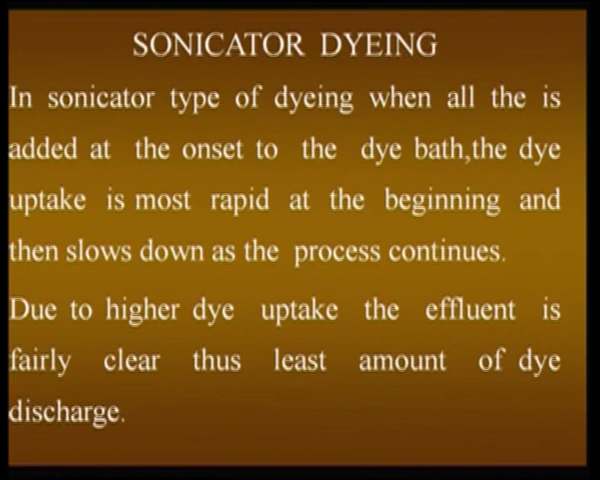 SONICATOR DYEING
In sonicator type of dyeing when all the is
added at the onset to the dye bath,the dye
uptake is most rapid at the beginning and
then slows down as the process continues.
Due to higher dye uptake the effluent is
fairly clear thus least amount of dye
discharge.